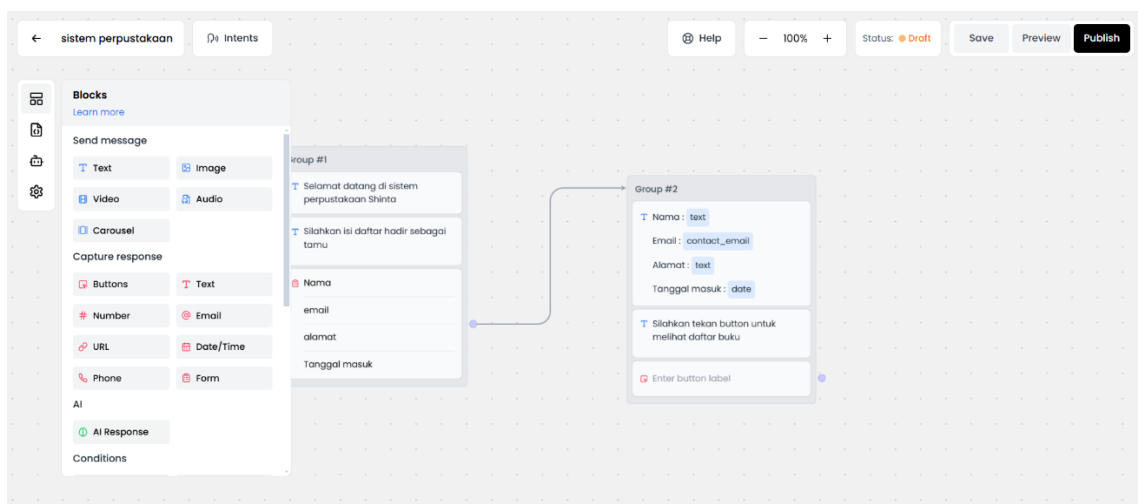 sistem perpustakaan
Intents
Help
100%
Status: Draft
Save
Preview
Publish
Blocks
Learn more
Send message
Text
Image
Video
Audio
Carousel
Capture response
Buttons
Text
Number
Email
URL
Date/Time
Phone
Form
AI
AI Response
Conditions
Group #1
Selamat datang di sistem
perpustakaan Shinta
Silahkan isi daftar hadir sebagai
tamu
Nama
email
alamat
Tanggal masuk
Group #2
Nama : text
Email : contact_email
Alamat : text
Tanggal masuk : date
Silahkan tekan button untuk
melihat daftar buku
Enter button label